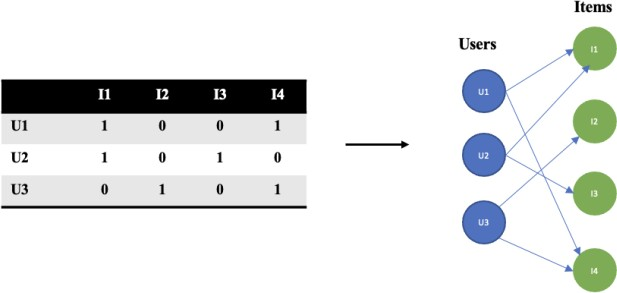 I1 I2 I3 I4
U1 1 0 0 1
U2 1 0 1 0
U3 0 1 0 1
Users
Items
U1
U2
U3
I1
I2
I3
I4